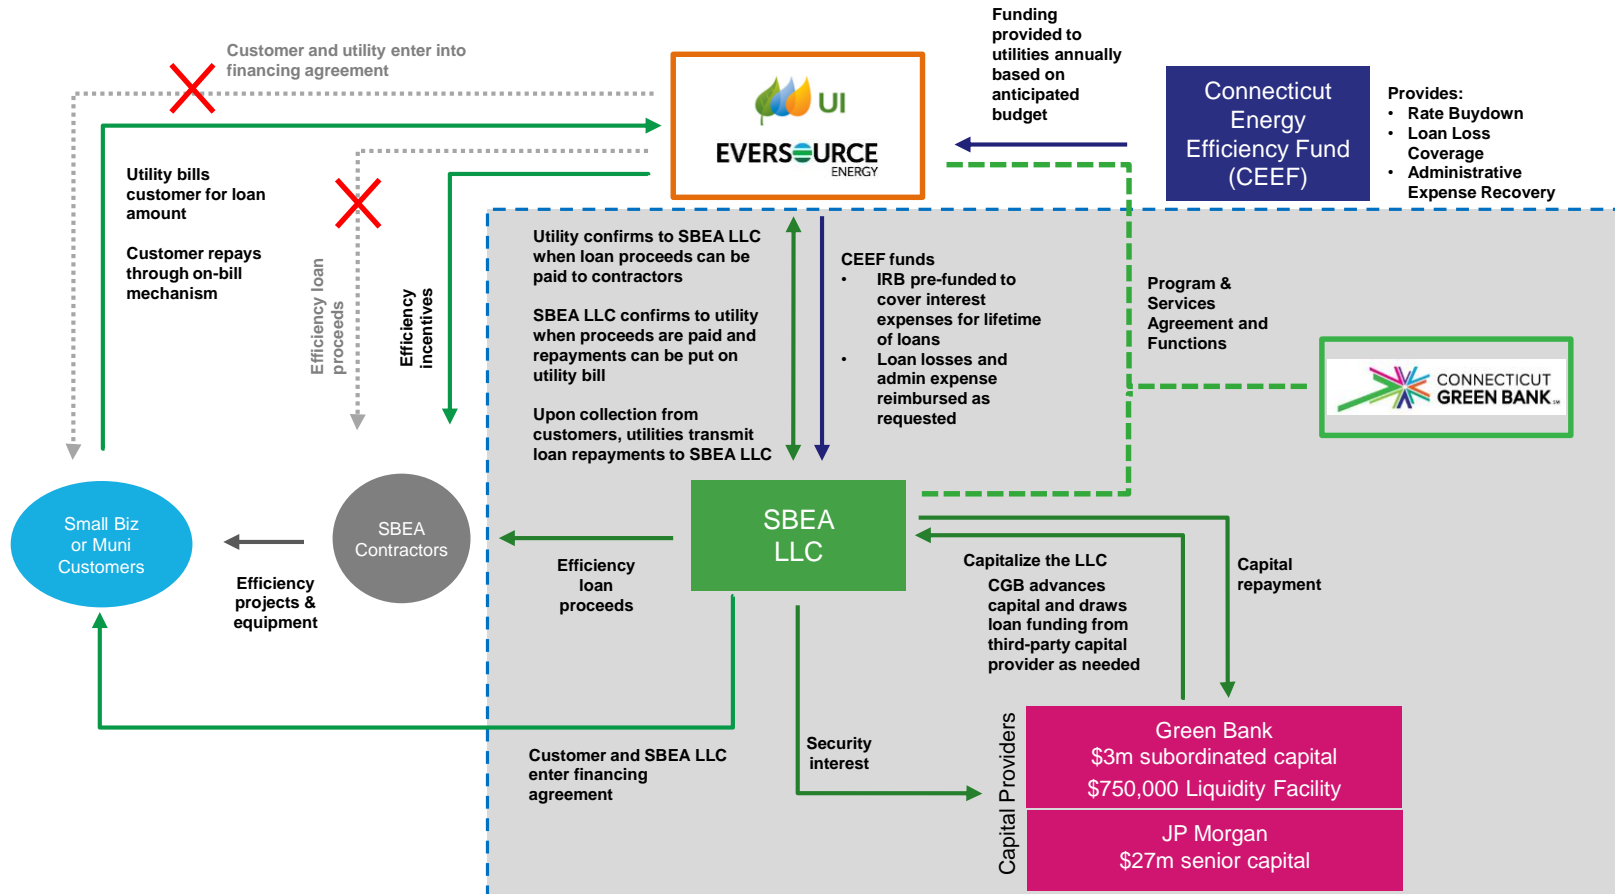 Customer and utility enter into
financing agreement
UI
EVERSOURCE
ENERGY
Funding
provided to
utilities annually
based on
anticipated
budget
Connecticut
Energy
Efficiency Fund
(CEEF)
Provides:
• Rate Buydown
• Loan Loss
Coverage
• Administrative
Expense Recovery
Utility bills
customer for loan
amount
Customer repays
through on-bill
mechanism
Efficiency loan
proceeds
Efficiency
incentives
Utility confirms to SBEA LLC
when loan proceeds can be
paid to contractors
SBEA LLC confirms to utility
when proceeds are paid and
repayments can be put on
utility bill
Upon collection from
customers, utilities transmit
loan repayments to SBEA LLC
CEEF funds
• IRB pre-funded to
cover interest
expenses for lifetime
of loans
• Loan losses and
admin expense
reimbursed as
requested
Program &
Services
Agreement and
Functions
CONNECTICUT
GREEN BANK SM
Small Biz
or Muni
Customers
Efficiency
projects &
equipment
SBEA
Contractors
Efficiency
loan
proceeds
SBEA
LLC
Capitalize the LLC
CGB advances
capital and draws
loan funding from
third-party capital
provider as needed
Capital
repayment
Customer and SBEA LLC
enter financing
agreement
Security
interest
Capital Providers
Green Bank
$3m subordinated capital
$750,000 Liquidity Facility
JP Morgan
$27m senior capital